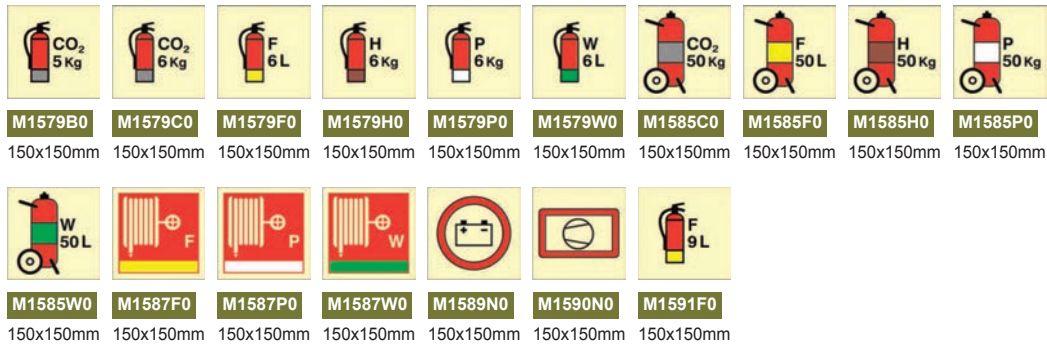 CO₂ 5 Kg
CO₂ 6 Kg
F 6 L
H 6 Kg
P 6 Kg
W 6 L
CO₂ 50 Kg
F 50 L
H 50 Kg
P 50 Kg
M1579B0 M1579C0 M1579F0 M1579H0 M1579P0 M1579W0 M1585C0 M1585F0 M1585H0 M1585P0
150x150mm 150x150mm 150x150mm 150x150mm 150x150mm 150x150mm 150x150mm 150x150mm 150x150mm 150x150mm
W 50 L
F
P
W
+ -
F 9 L
M1585W0 M1587F0 M1587P0 M1587W0 M1589N0 M1590N0 M1591F0
150x150mm 150x150mm 150x150mm 150x150mm 150x150mm 150x150mm 150x150mm